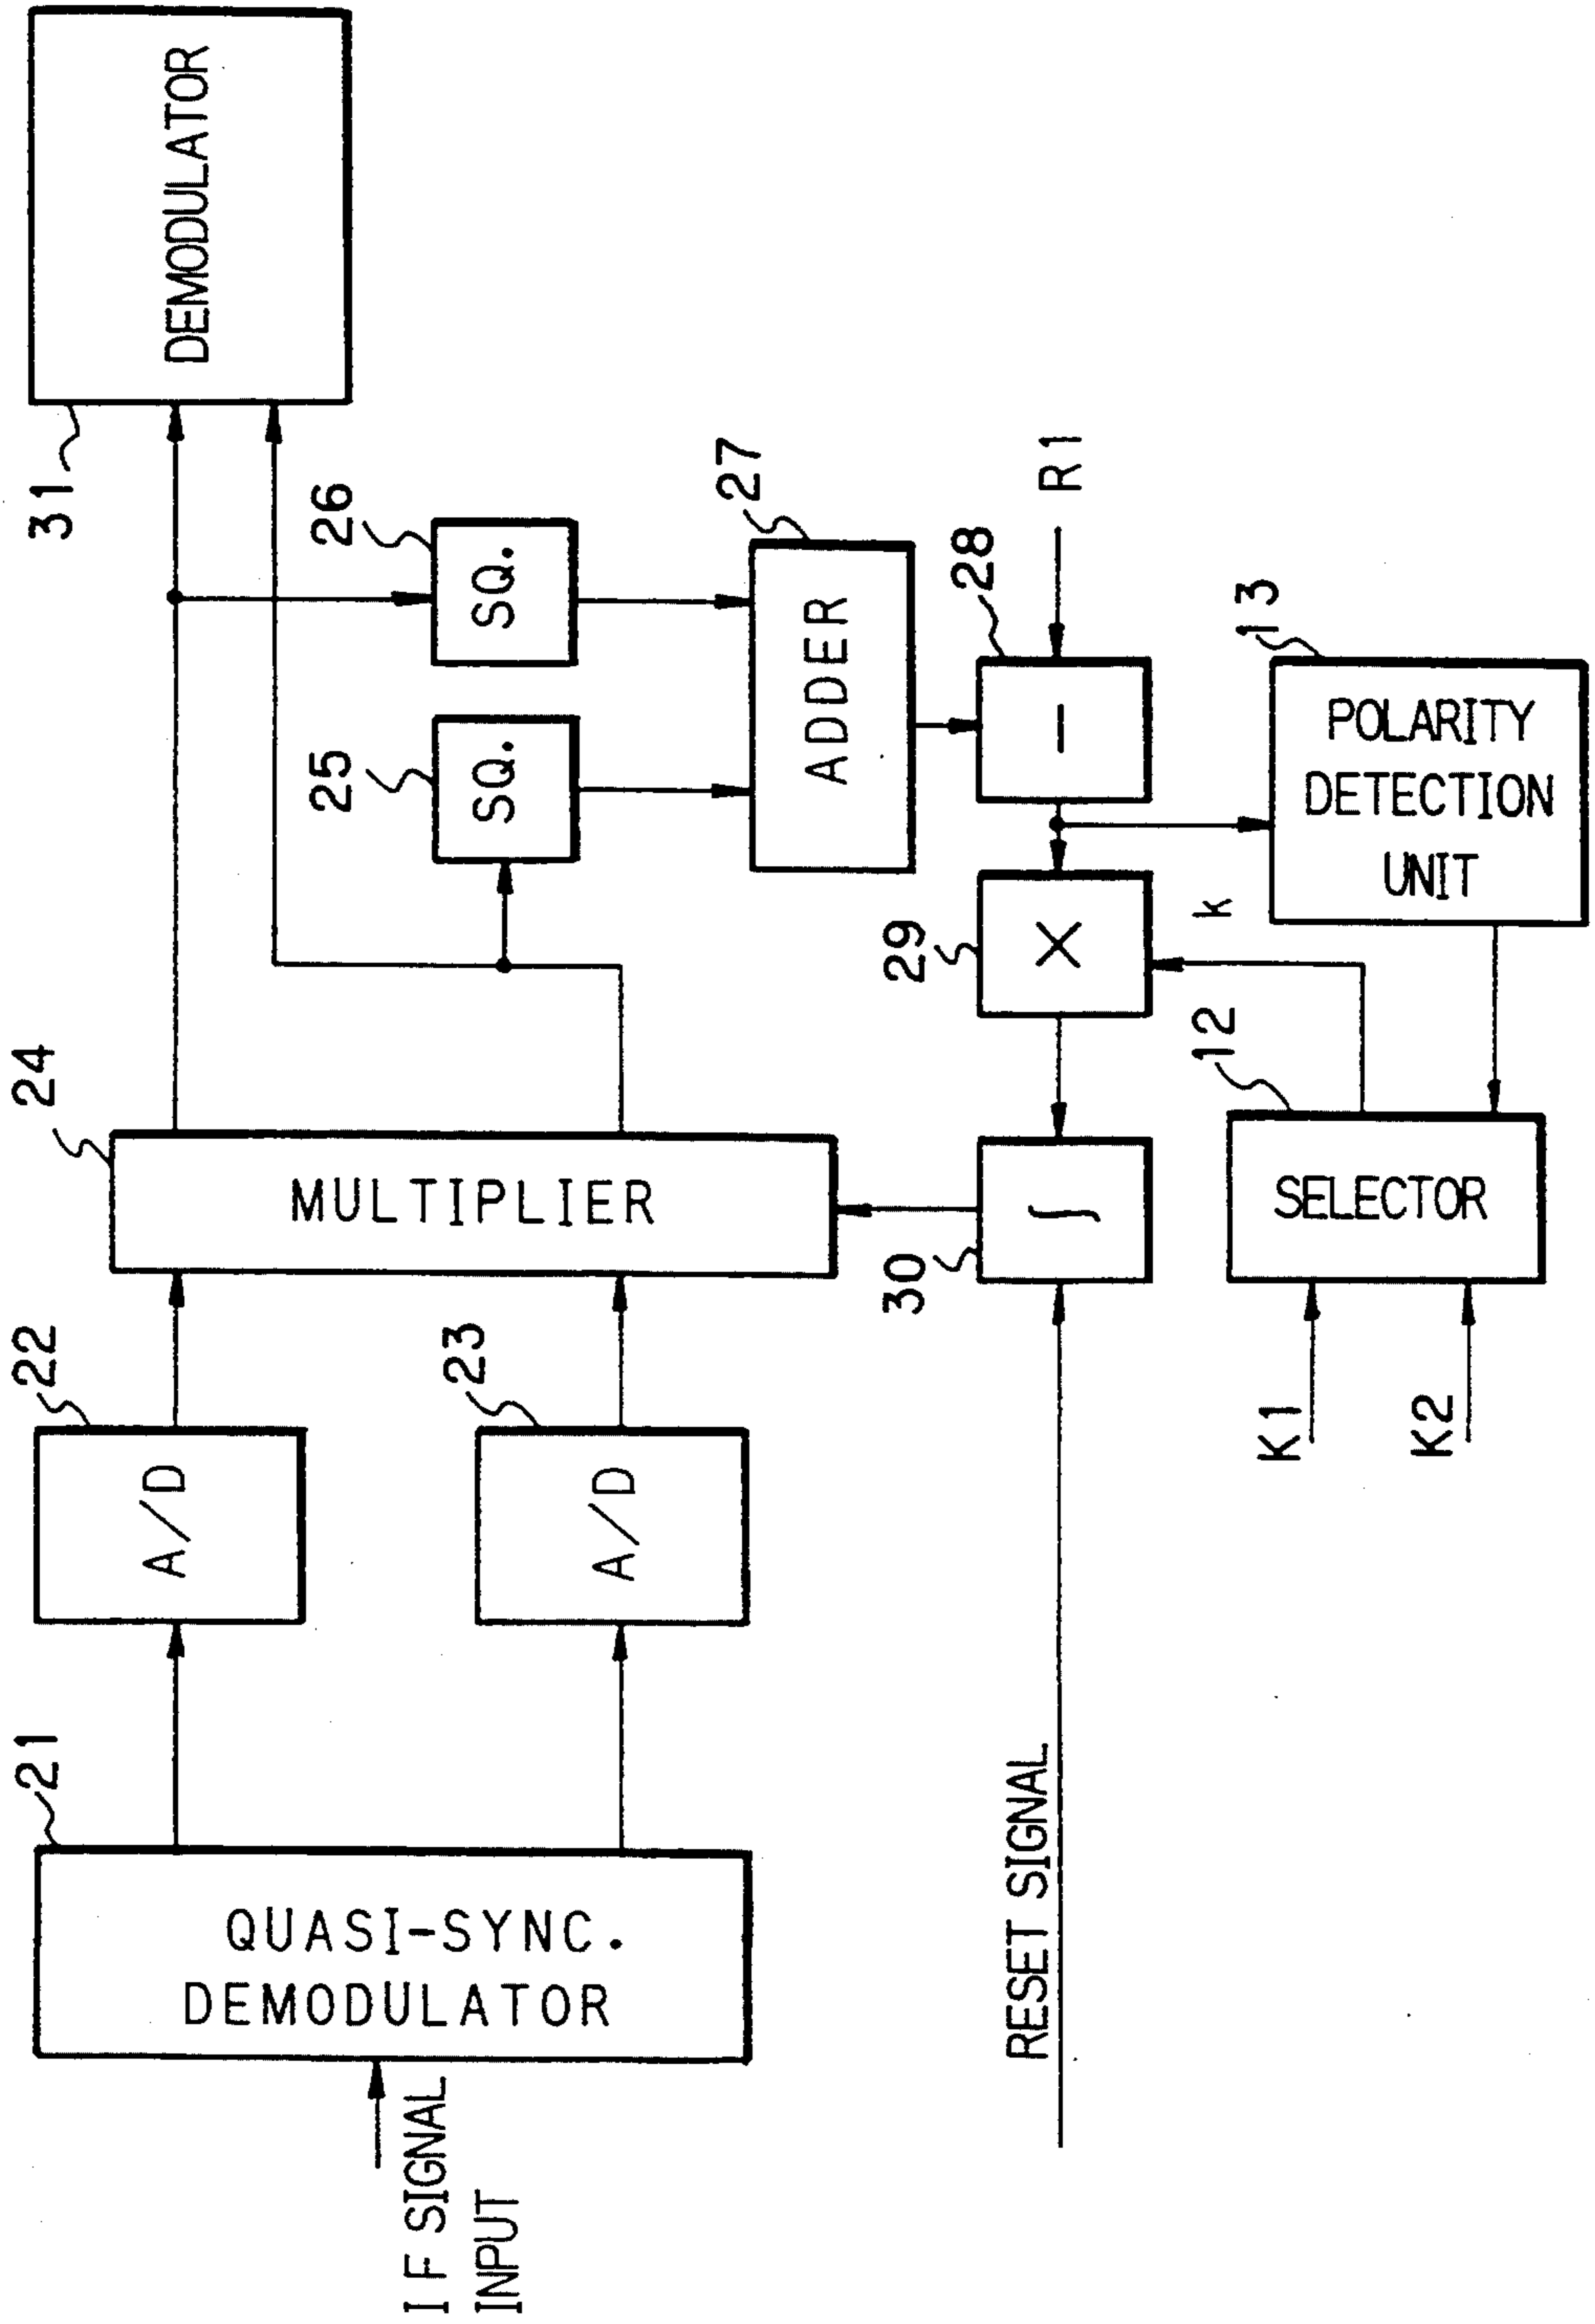 21
22
24
31
QUASI-SYNC.
DEMODULATOR
A/D
MULTIPLIER
DEMODULATOR
IF SIGNAL
INPUT
23
A/D
25
SQ.
26
SQ.
27
ADDER
RESET SIGNAL
30
∫
29
×
28
−
R1
K1
K2
12
SELECTOR
k
13
POLARITY
DETECTION
UNIT